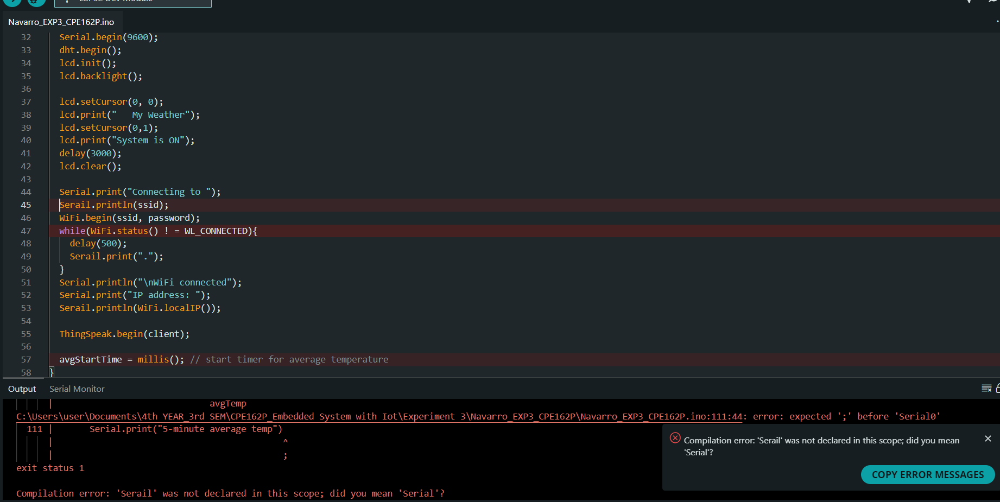 Navarro_EXP3_CPE162P.ino
32 Serial.begin(9600);
33 dht.begin();
34 lcd.init();
35 lcd.backlight();
36
37 lcd.setCursor(0, 0);
38 lcd.print("   My Weather");
39 lcd.setCursor(0,1);
40 lcd.print("System is ON");
41 delay(3000);
42 lcd.clear();
43
44 Serial.print("Connecting to ");
45 Serail.println(ssid);
46 WiFi.begin(ssid, password);
47 while(WiFi.status() ! = WL_CONNECTED){
48   delay(500);
49   Serail.print(".");
50 }
51 Serial.println("\nWiFi connected");
52 Serial.print("IP address: ");
53 Serail.println(WiFi.localIP());
54
55 ThingSpeak.begin(client);
56
57 avgStartTime = millis(); // start timer for average temperature
58 }
Output Serial Monitor
| avgTemp
C:\Users\user\Documents\4th YEAR_3rd SEM\CPE162P_Embedded System with Iot\Experiment 3\Navarro_EXP3_CPE162P\Navarro_EXP3_CPE162P.ino:111:44: error: expected ';' before 'Serial0'
111 | Serial.print("5-minute average temp")
| ^
| ;
exit status 1
Compilation error: 'Serail' was not declared in this scope; did you mean 'Serial'?
Compilation error: 'Serail' was not declared in this scope; did you mean
'Serial'?
COPY ERROR MESSAGES